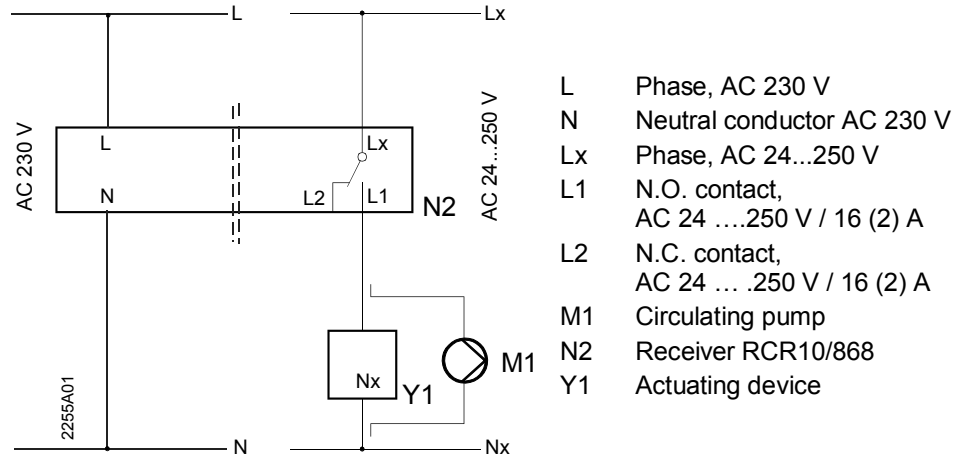 L
Lx
AC 230 V
L
N
Lx
L2
L1
N2
AC 24...250 V
Nx
Y1
M1
2255A01
N
Nx
L Phase, AC 230 V
N Neutral conductor AC 230 V
Lx Phase, AC 24...250 V
L1 N.O. contact,
AC 24 ….250 V / 16 (2) A
L2 N.C. contact,
AC 24 … .250 V / 16 (2) A
M1 Circulating pump
N2 Receiver RCR10/868
Y1 Actuating device